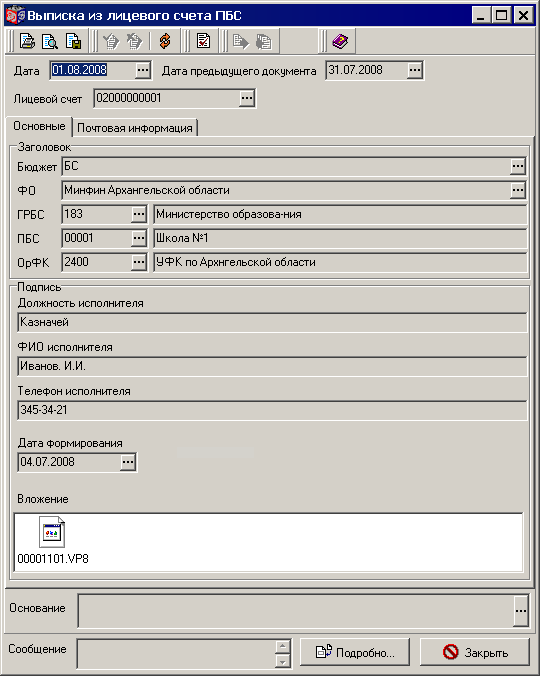 Выписка из лицевого счета ПБС
Дата 01.08.2008 ... Дата предыдущего документа 31.07.2008 ...
Лицевой счет 02000000001 ...
Основные Почтовая информация
Заголовок
Бюджет БС ...
ФО Минфин Архангельской области ...
ГРБС 183 ... Министерство образова-ния
ПБС 00001 ... Школа №1
ОрФК 2400 ... УФК по Архнгельской области
Подпись
Должность исполнителя
Казначей
ФИО исполнителя
Иванов. И.И.
Телефон исполнителя
345-34-21
Дата формирования
04.07.2008 ...
Вложение
00001101.VP8
Основание ...
Сообщение Подробно... Закрыть